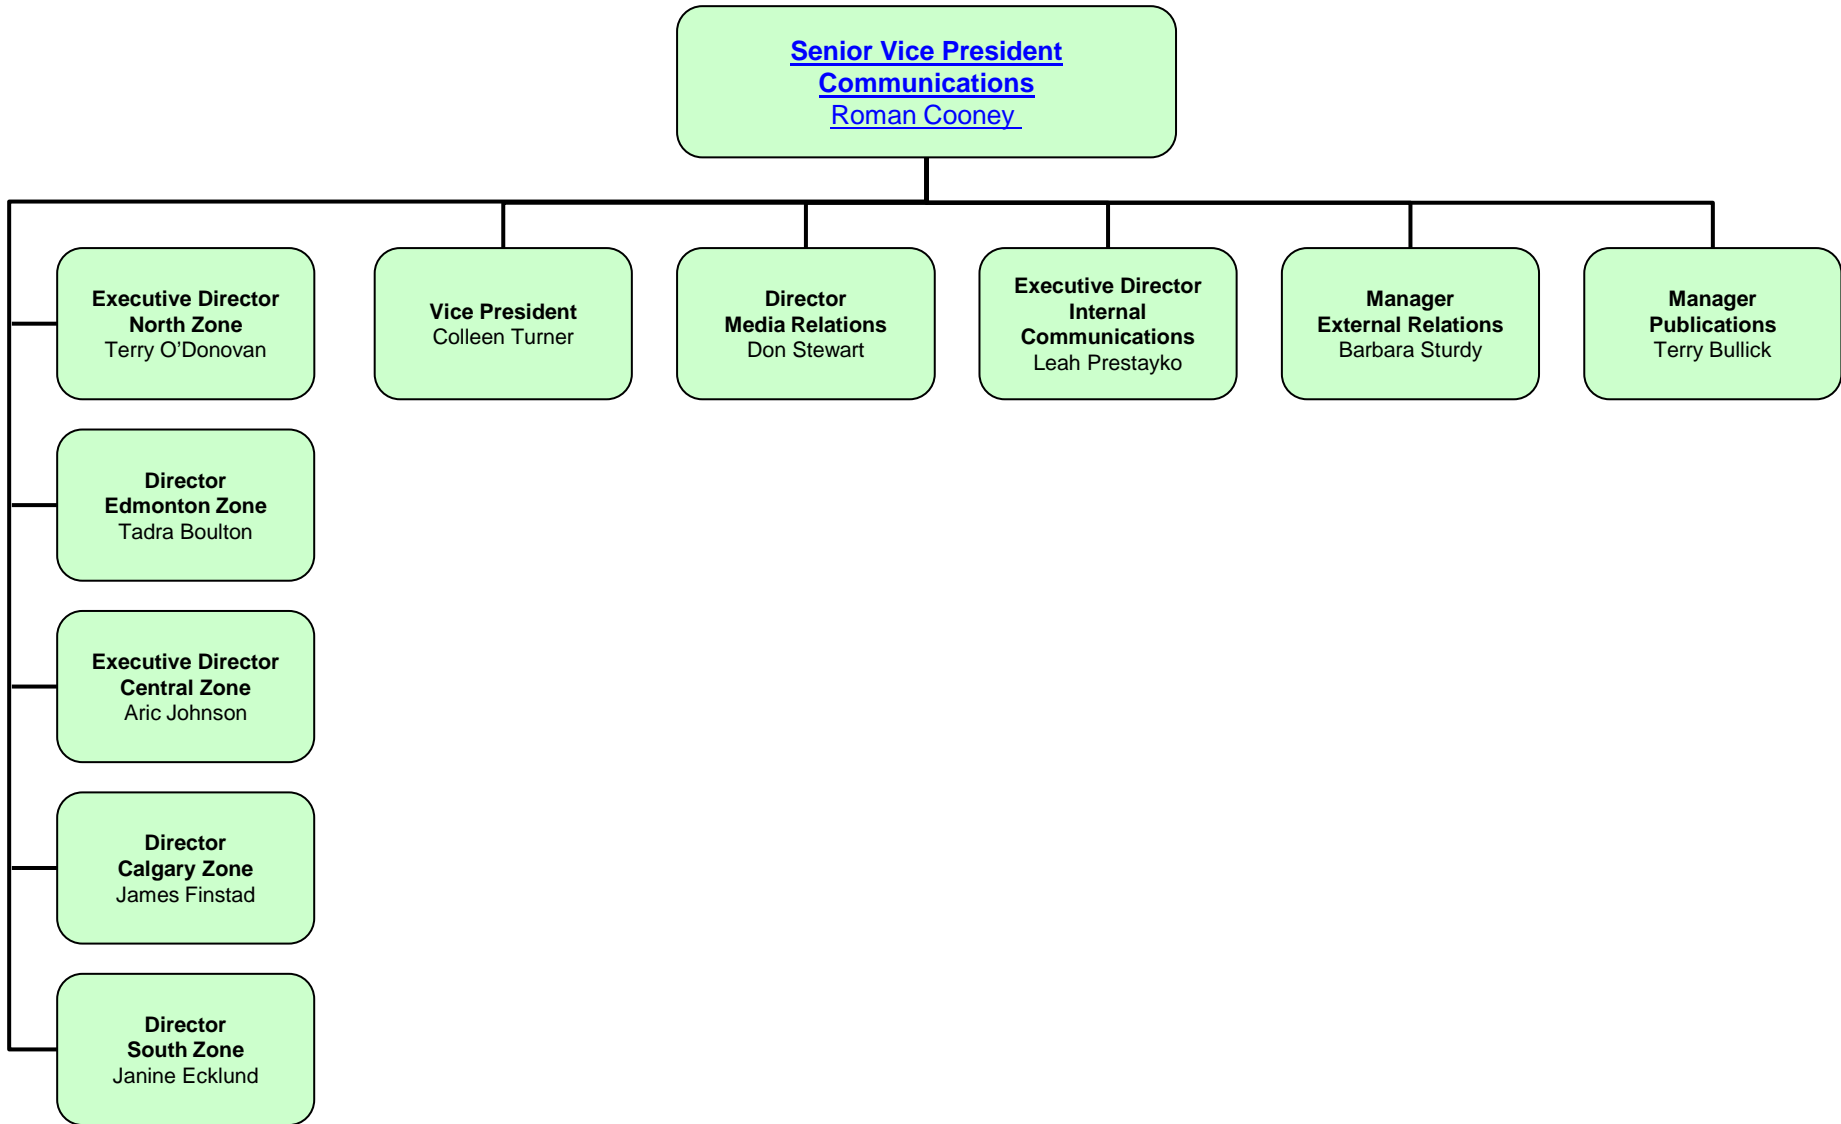 Senior Vice President
Communications
Roman Cooney
Executive Director
North Zone
Terry O’Donovan
Vice President
Colleen Turner
Director
Media Relations
Don Stewart
Executive Director
Internal
Communications
Leah Prestayko
Manager
External Relations
Barbara Sturdy
Manager
Publications
Terry Bullick
Director
Edmonton Zone
Tadra Boulton
Executive Director
Central Zone
Aric Johnson
Director
Calgary Zone
James Finstad
Director
South Zone
Janine Ecklund